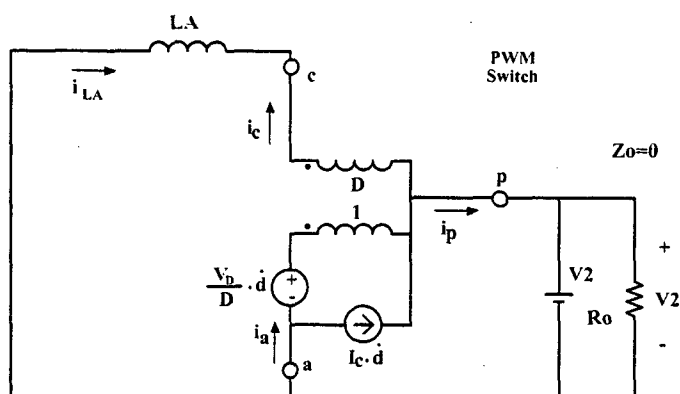 LA
PWM
Switch
i LA
c
i c
Zo=0
D
p
1
i p
V D / D · d̂
+
-
+
V2
Ro
V2
i a
I c · d̂
a
-